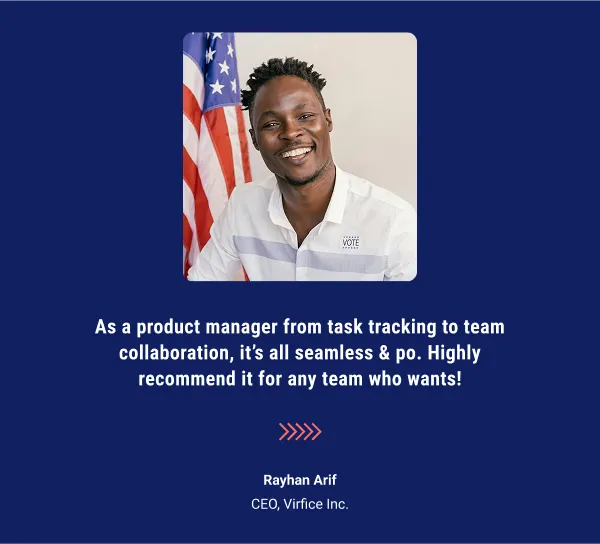 VOTE
As a product manager from task tracking to team
collaboration, it’s all seamless & po. Highly
recommend it for any team who wants!
Rayhan Arif
CEO, Virfice Inc.